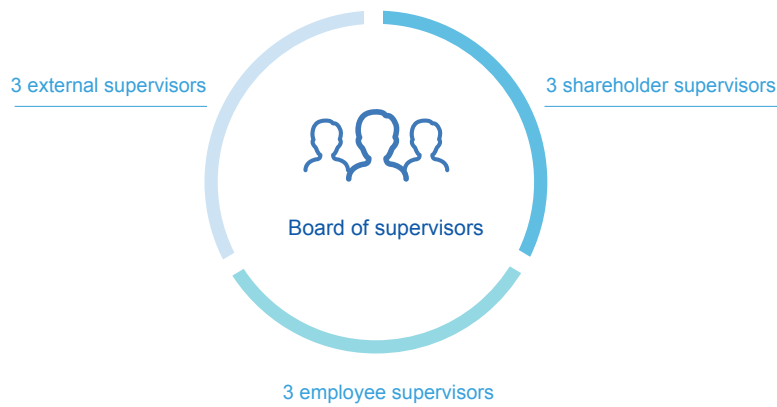 3 external supervisors
3 shareholder supervisors
Board of supervisors
3 employee supervisors